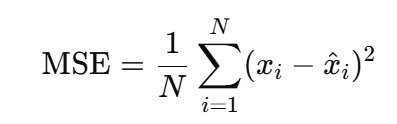 MSE = \frac{1}{N} \sum_{i=1}^{N} (x_i - \hat{x}_i)^2